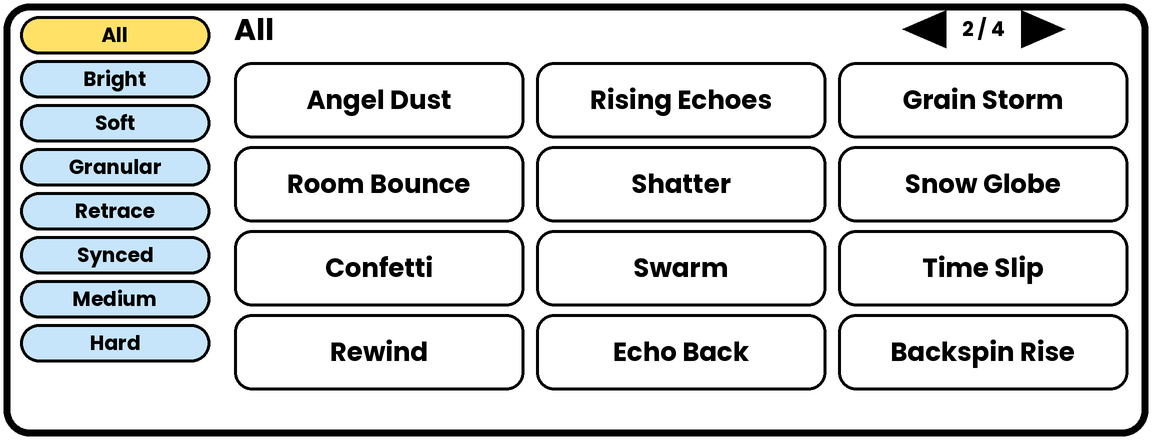 All
Bright
Soft
Granular
Retrace
Synced
Medium
Hard
All
2 / 4
Angel Dust
Rising Echoes
Grain Storm
Room Bounce
Shatter
Snow Globe
Confetti
Swarm
Time Slip
Rewind
Echo Back
Backspin Rise